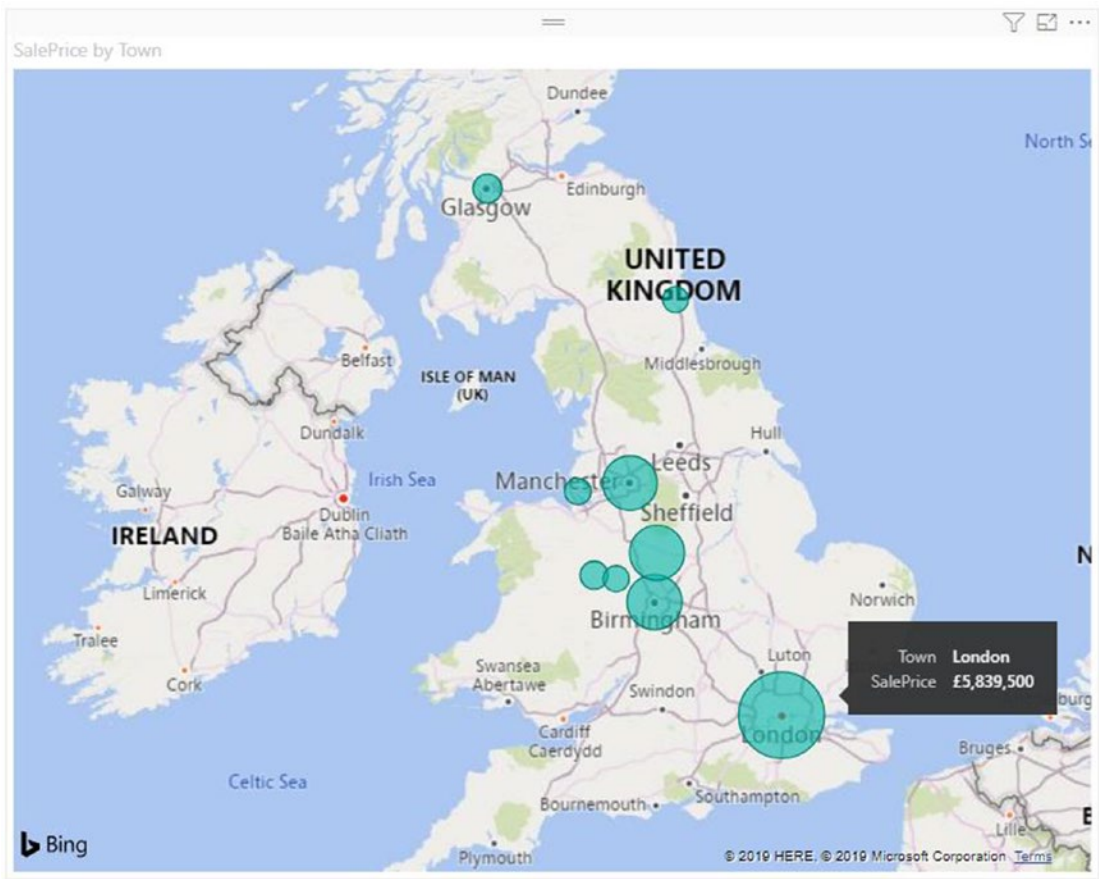 SalePrice by Town
Dundee
North Se
Edinburgh
Glasgow
UNITED
KINGDOM
Belfast
Middlesbrough
ISLE OF MAN
(UK)
Dundalk
Hull
Leeds
Irish Sea
Manchester
Galway
Sheffield
Dublin
Baile Atha Cliath
IRELAND
N
Limerick
Norwich
Birmingham
Tralee
Luton
Town London
SalePrice £5,839,500
Swansea
Abertawe
Cork
Swindon
burg
London
Cardiff
Caerdydd
Bruges
Celtic Sea
Southampton
Bournemouth
E
Lille
Bing
Plymouth
© 2019 HERE, © 2019 Microsoft Corporation Terms